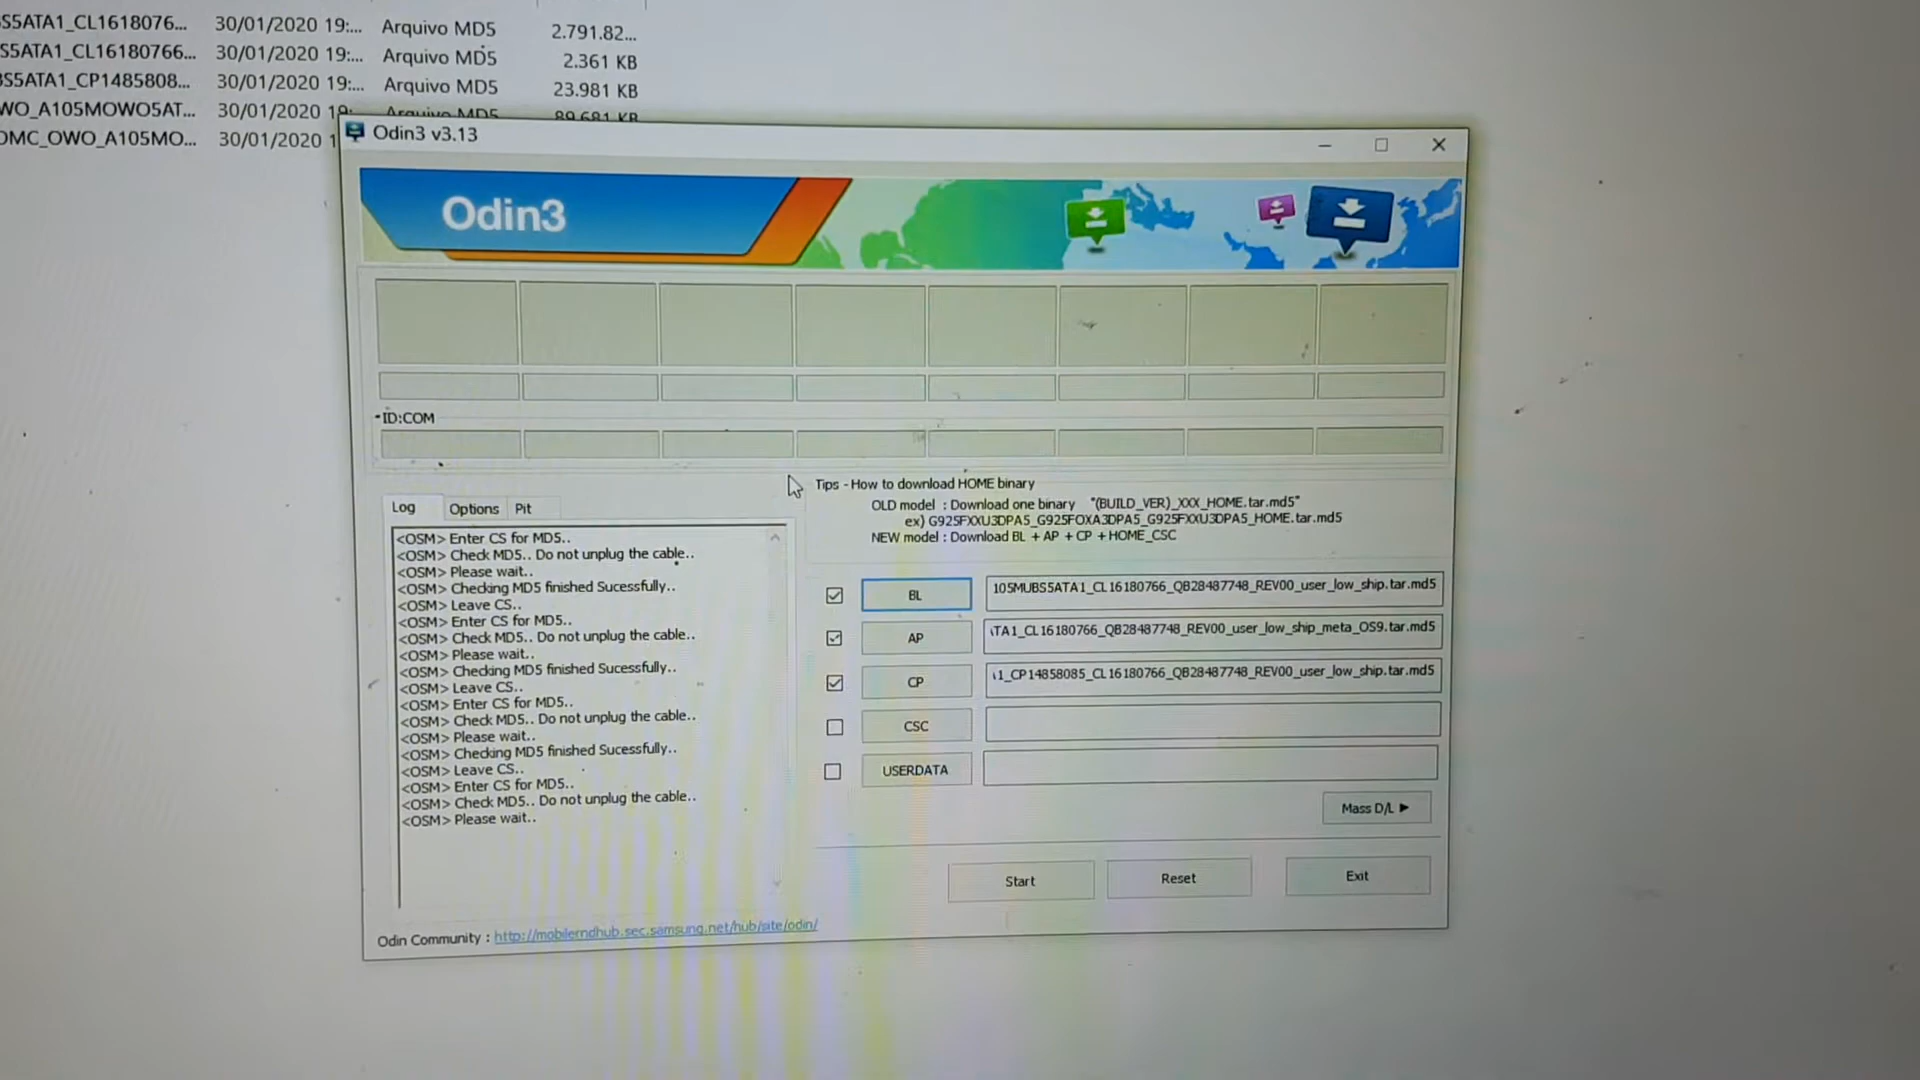 S5ATA1_CL1618076... 30/01/2020 19:... Arquivo MD5 2.791.82...
S5ATA1_CL16180766... 30/01/2020 19:... Arquivo MD5 2.361 KB
S5ATA1_CP1485808... 30/01/2020 19:... Arquivo MD5 23.981 KB
WO_A105MOWO5AT... 30/01/2020 19: Arquivo MD5 89.681 KB
OMC_OWO_A105MO... 30/01/2020 1
Odin3 v3.13
Odin3
ID:COM
Log Options Pit
<OSM> Enter CS for MD5..
<OSM> Check MD5.. Do not unplug the cable..
<OSM> Please wait..
<OSM> Checking MD5 finished Sucessfully..
<OSM> Leave CS..
<OSM> Enter CS for MD5..
<OSM> Check MD5.. Do not unplug the cable..
<OSM> Please wait..
<OSM> Checking MD5 finished Sucessfully..
<OSM> Leave CS..
<OSM> Enter CS for MD5..
<OSM> Check MD5.. Do not unplug the cable..
<OSM> Please wait..
<OSM> Checking MD5 finished Sucessfully..
<OSM> Leave CS..
<OSM> Enter CS for MD5..
<OSM> Check MD5.. Do not unplug the cable..
<OSM> Please wait..
Tips - How to download HOME binary
OLD model : Download one binary "(BUILD_VER)_XXX_HOME.tar.md5"
ex) G925FXXU3DPA5_G925FOXA3DPA5_G925FXXU3DPA5_HOME.tar.md5
NEW model : Download BL + AP + CP + HOME_CSC
BL 105MUBS5ATA1_CL16180766_QB28487748_REV00_user_low_ship.tar.md5
AP TA1_CL16180766_QB28487748_REV00_user_low_ship_meta_OS9.tar.md5
CP 1_CP14858085_CL16180766_QB28487748_REV00_user_low_ship.tar.md5
CSC
USERDATA
Mass D/L ►
Start Reset Exit
Odin Community : http://mobilerndhub.sec.samsung.net/hub/site/odin/